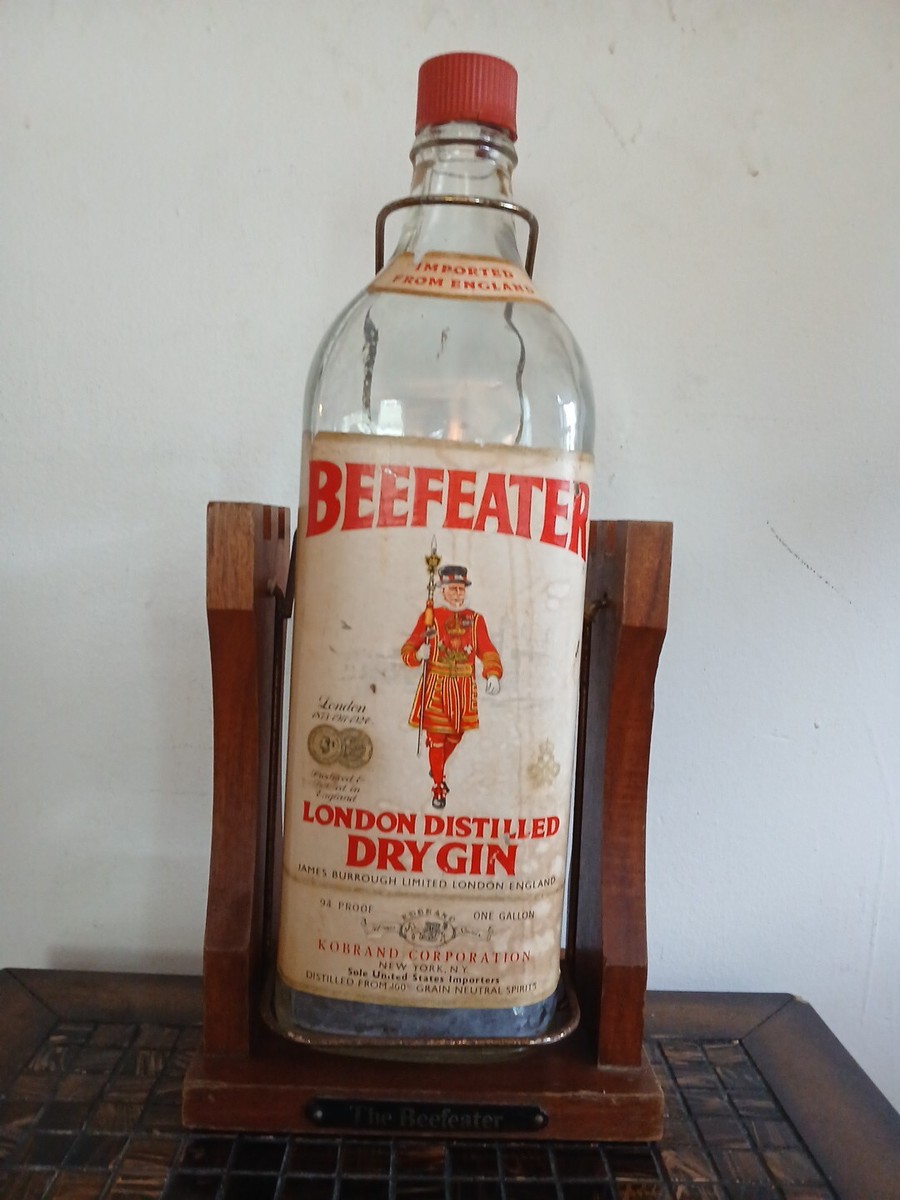 IMPORTED
FROM ENGLAND
BEEFEATER
London
LONDON DISTILLED
DRY GIN
JAMES BURROUGH LIMITED LONDON ENGLAND
94 PROOF
ONE GALLON
KOBRAND
KOBRAND CORPORATION
NEW YORK, N.Y.
Sole United States Importers
DISTILLED FROM 100% GRAIN NEUTRAL SPIRITS
The Beefeater